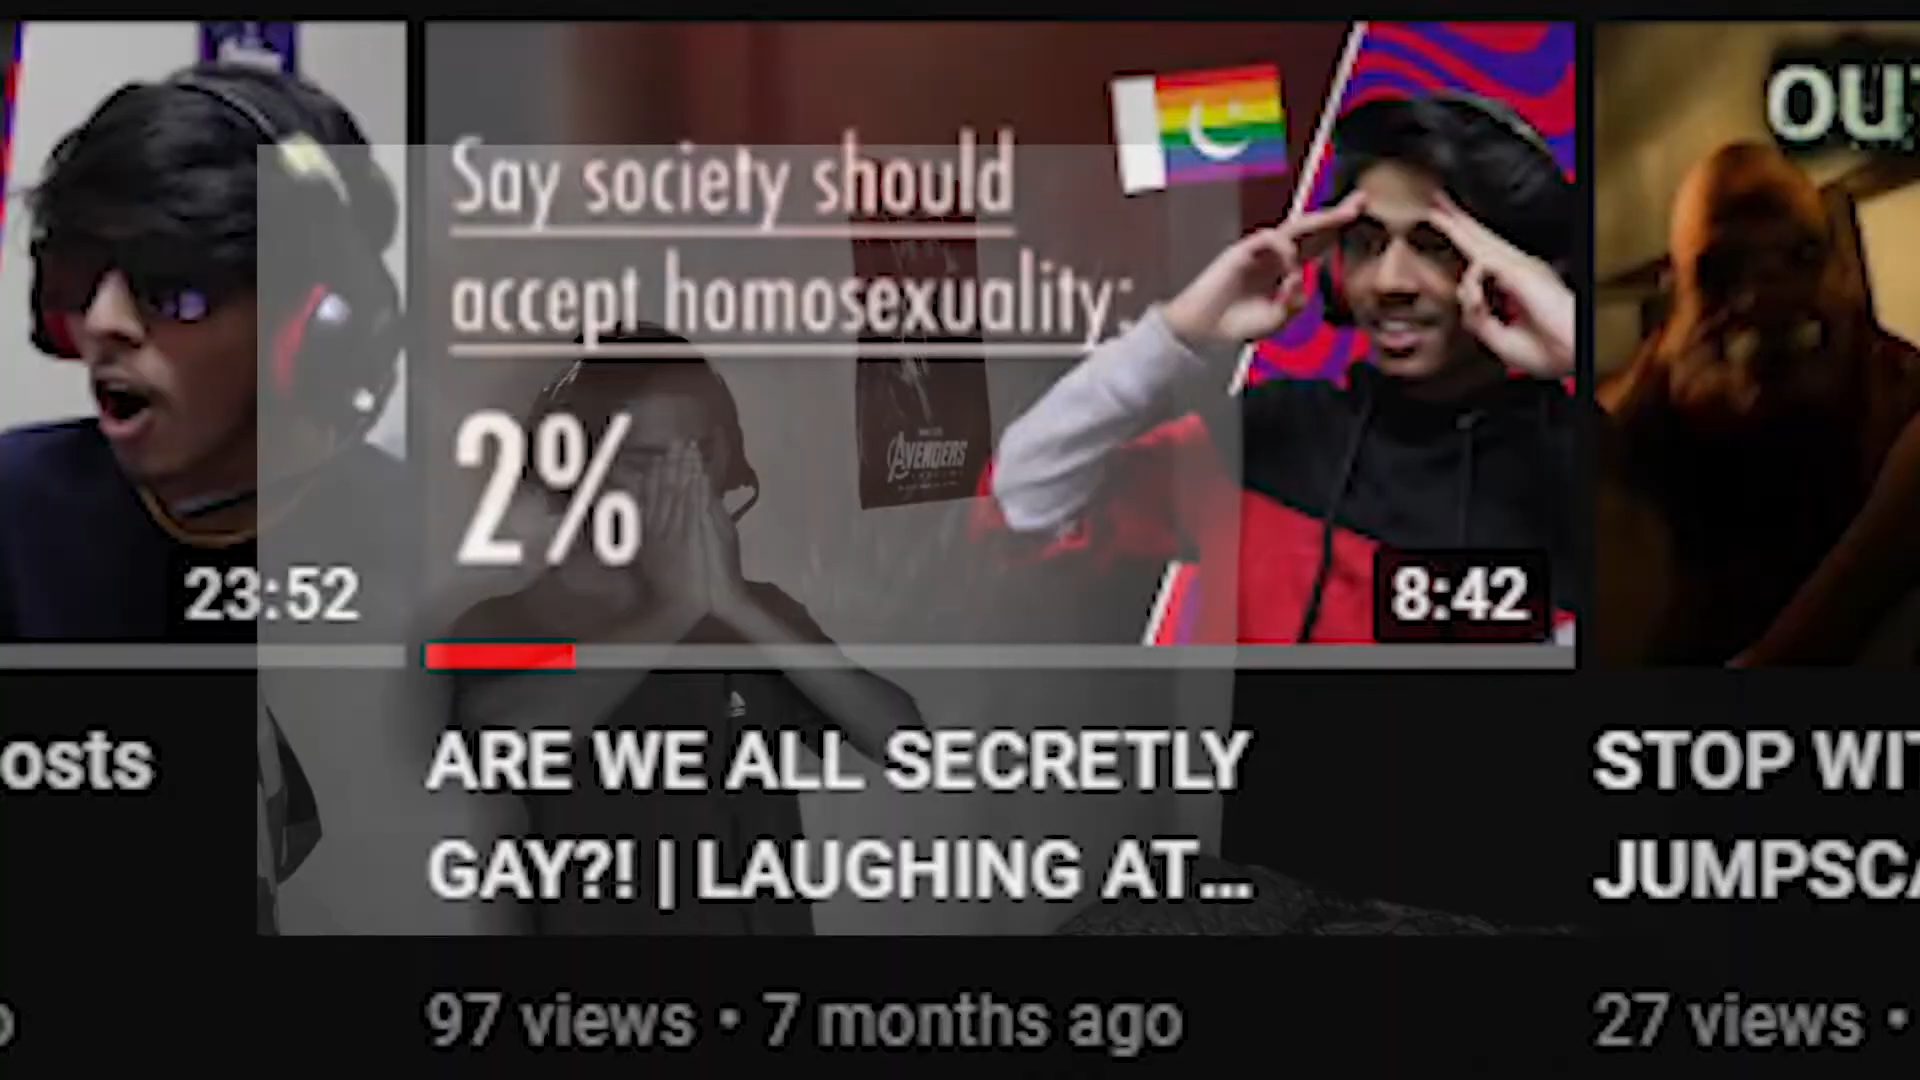 OU
Say society should
accept homosexuality:
2%
AVENGERS
23:52
8:42
osts
ARE WE ALL SECRETLY
GAY?! | LAUGHING AT...
STOP WIT
JUMPSCA
97 views • 7 months ago
27 views •